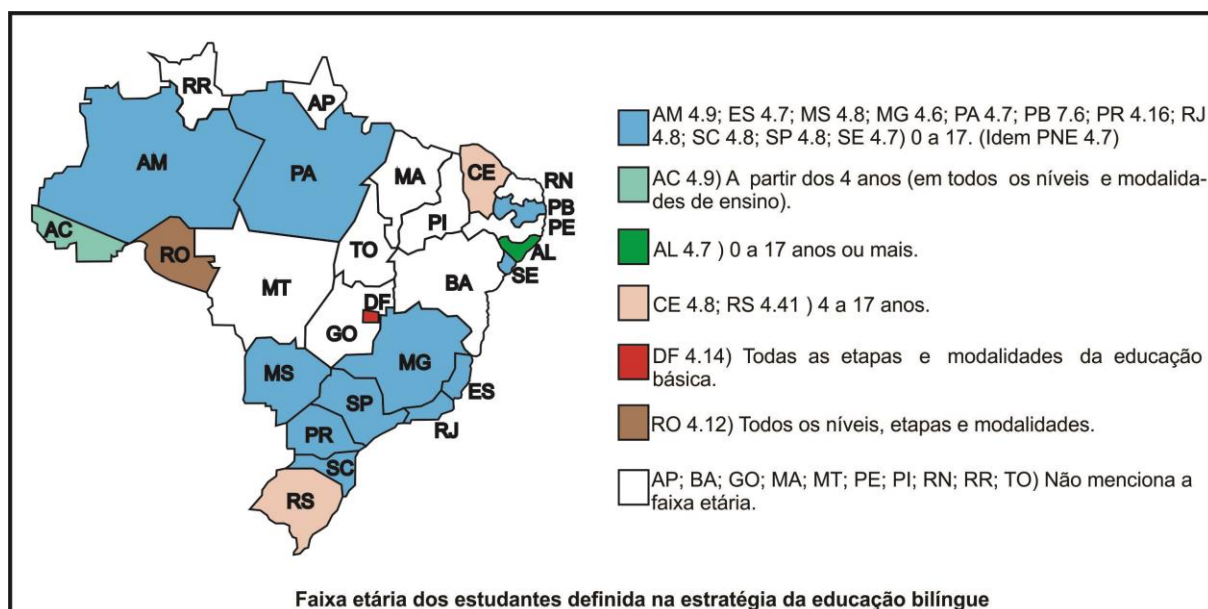 RR
AP
AM
PA
MA
CE
RN
PB
PE
PI
AC
RO
TO
AL
SE
MT
BA
DF
GO
MG
MS
ES
SP
RJ
PR
SC
RS
AM 4.9; ES 4.7; MS 4.8; MG 4.6; PA 4.7; PB 7.6; PR 4.16; RJ
4.8; SC 4.8; SP 4.8; SE 4.7) 0 a 17. (Idem PNE 4.7)
AC 4.9) A partir dos 4 anos (em todos os níveis e modalida-
des de ensino).
AL 4.7 ) 0 a 17 anos ou mais.
CE 4.8; RS 4.41 ) 4 a 17 anos.
DF 4.14) Todas as etapas e modalidades da educação
básica.
RO 4.12) Todos os níveis, etapas e modalidades.
AP; BA; GO; MA; MT; PE; PI; RN; RR; TO) Não menciona a
faixa etária.
Faixa etária dos estudantes definida na estratégia da educação bilíngue